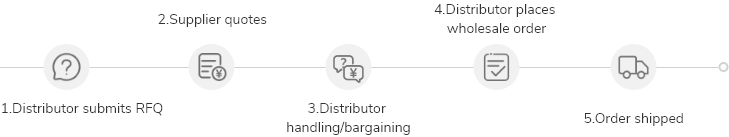 1.Distributor submits RFQ
2.Supplier quotes
3.Distributor
handling/bargaining
4.Distributor places
wholesale order
5.Order shipped